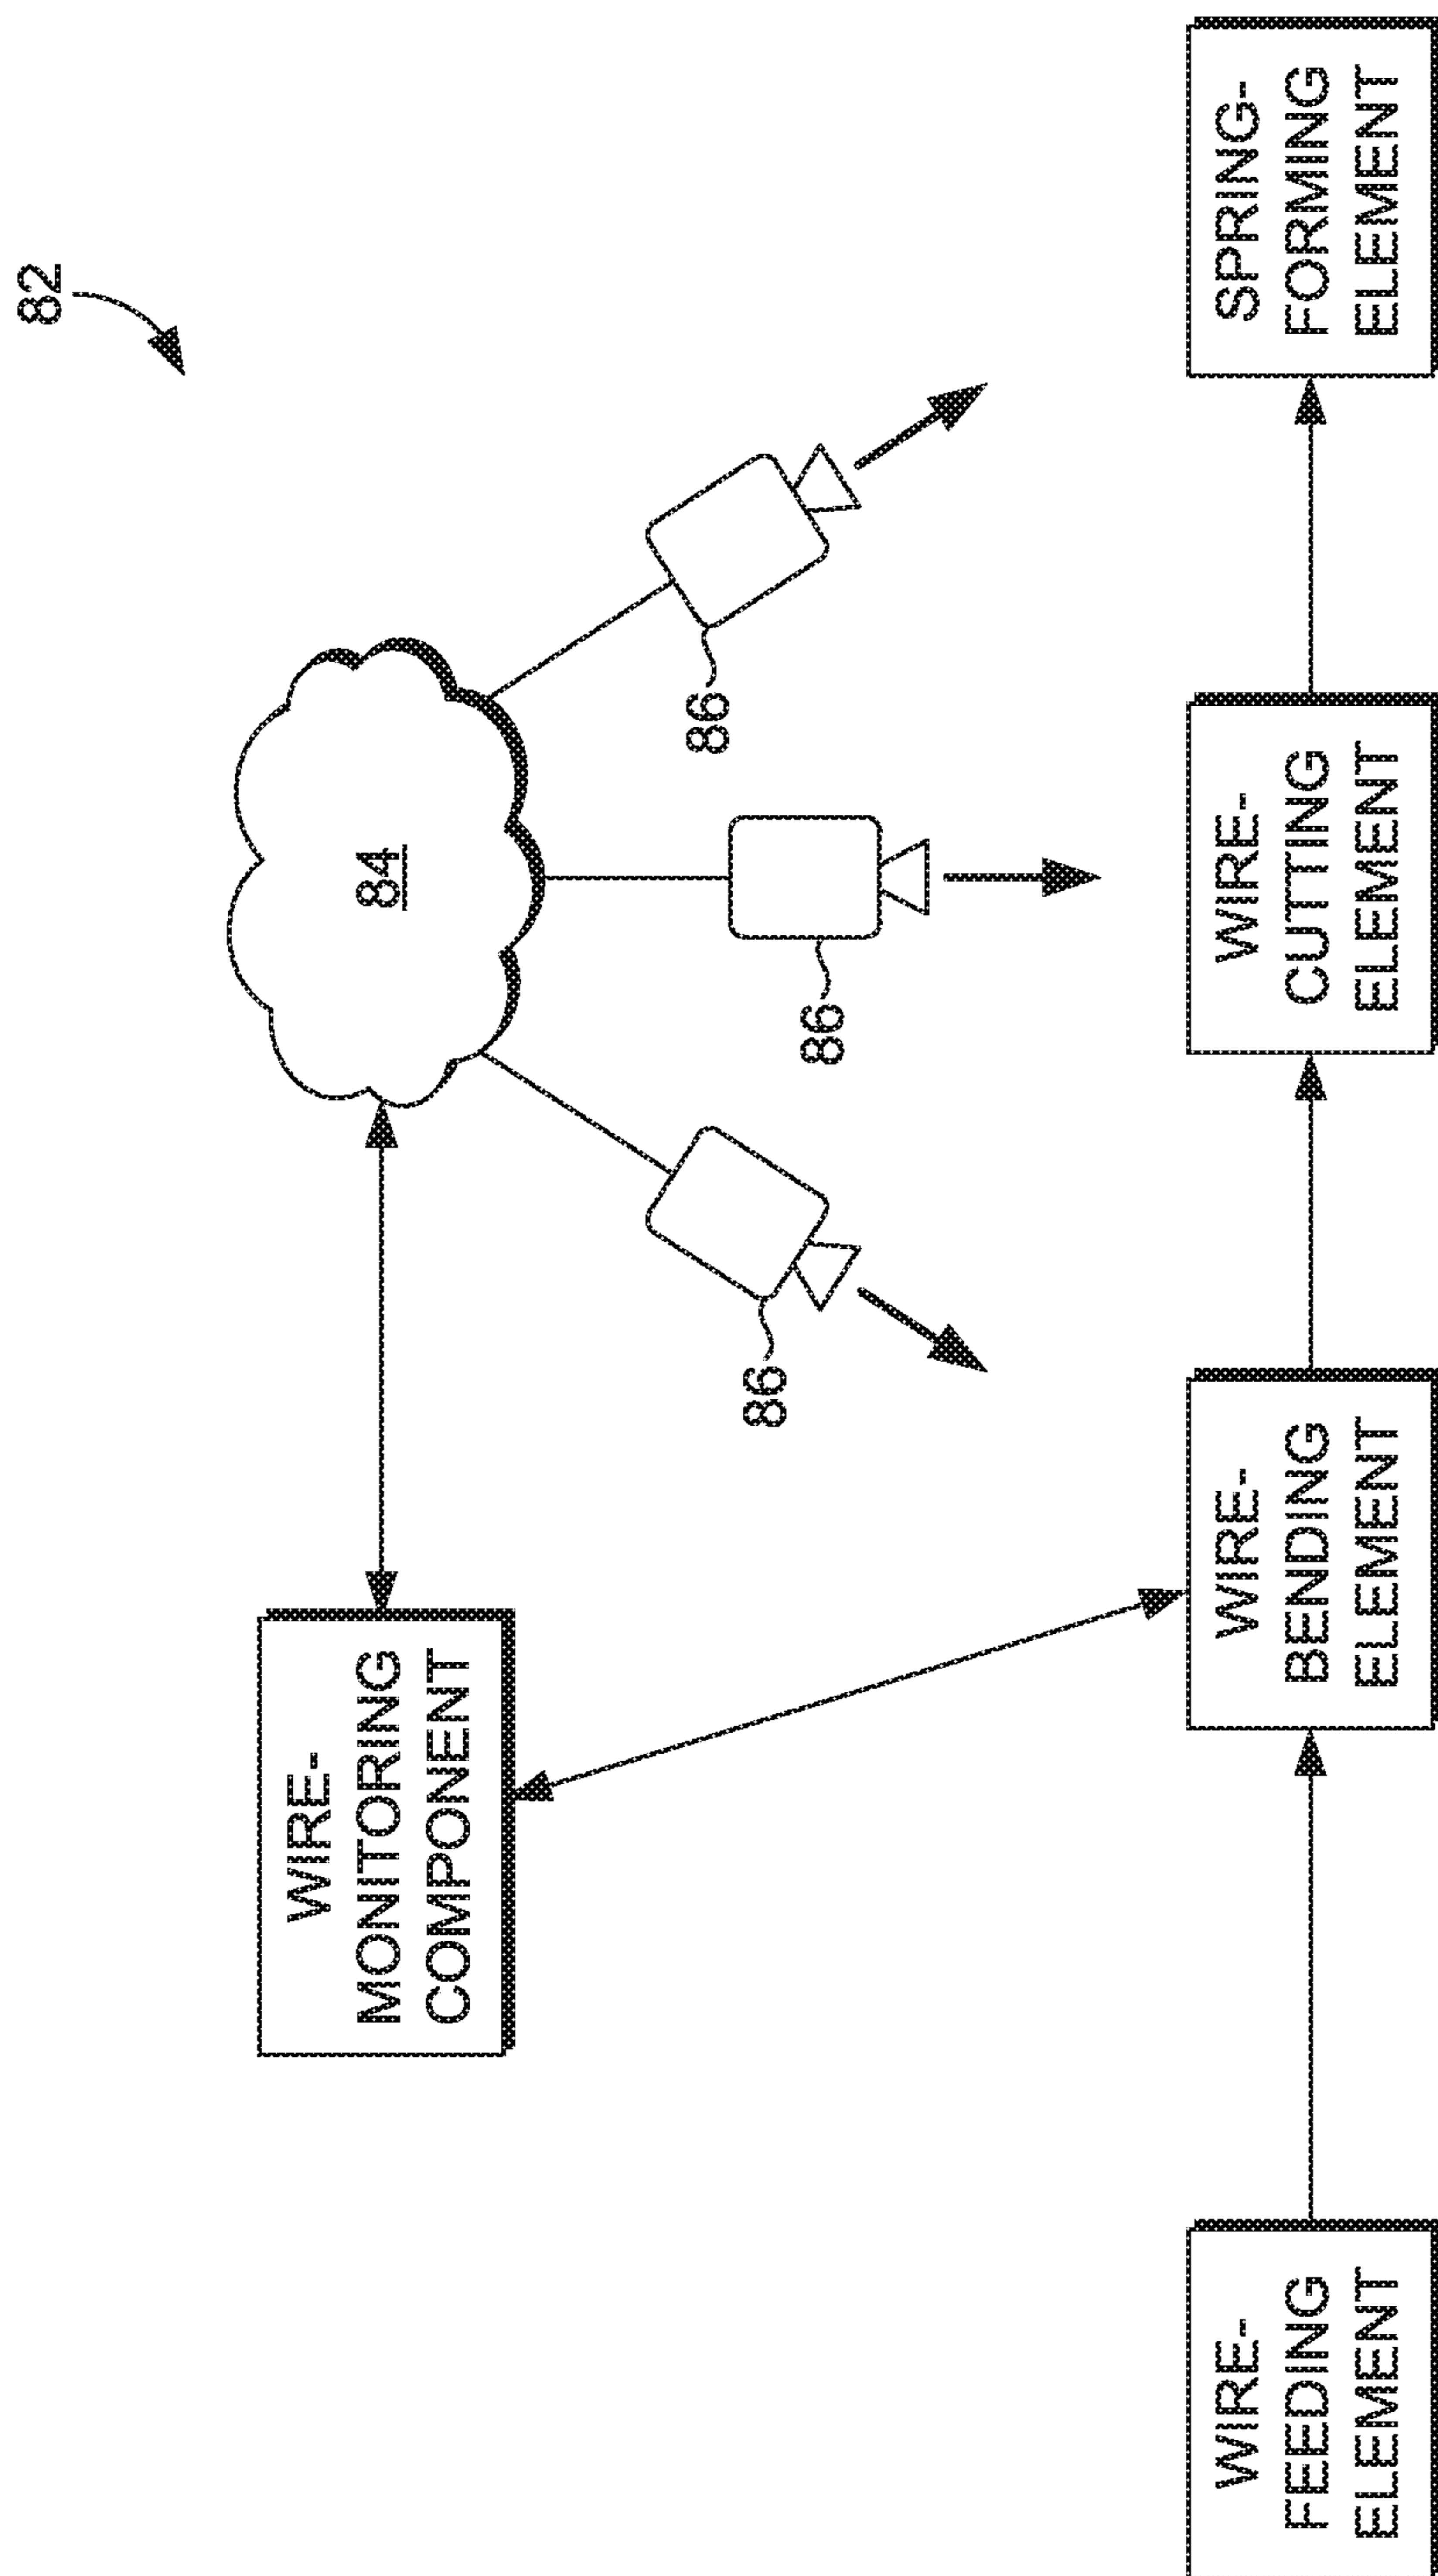 82
WIRE-
MONITORING
COMPONENT
84
86
86
86
WIRE-
FEEDING
ELEMENT
WIRE-
BENDING
ELEMENT
WIRE-
CUTTING
ELEMENT
SPRING-
FORMING
ELEMENT